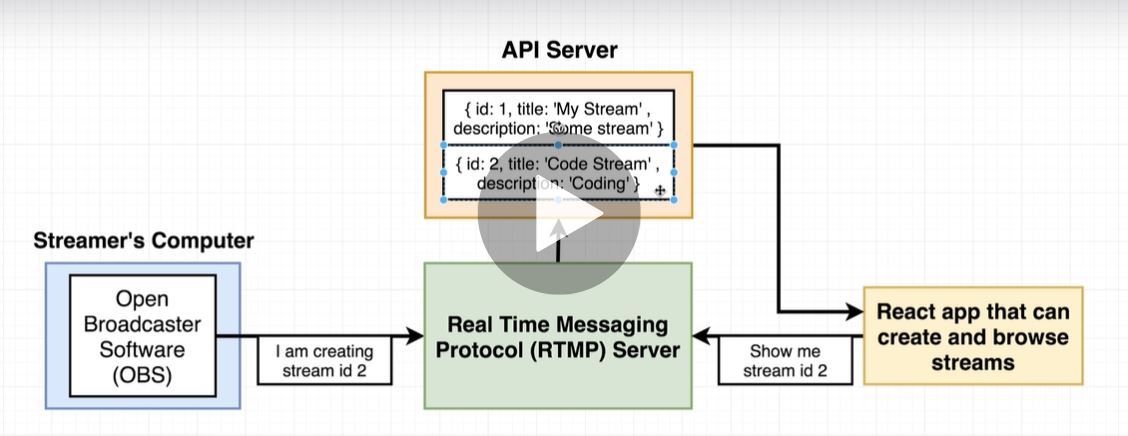 API Server
{ id: 1, title: 'My Stream' ,
description: 'Some stream' }
{ id: 2, title: 'Code Stream' ,
description: 'Coding' }
Streamer's Computer
Open
Broadcaster
Software
(OBS)
I am creating
stream id 2
Real Time Messaging
Protocol (RTMP) Server
Show me
stream id 2
React app that can
create and browse
streams